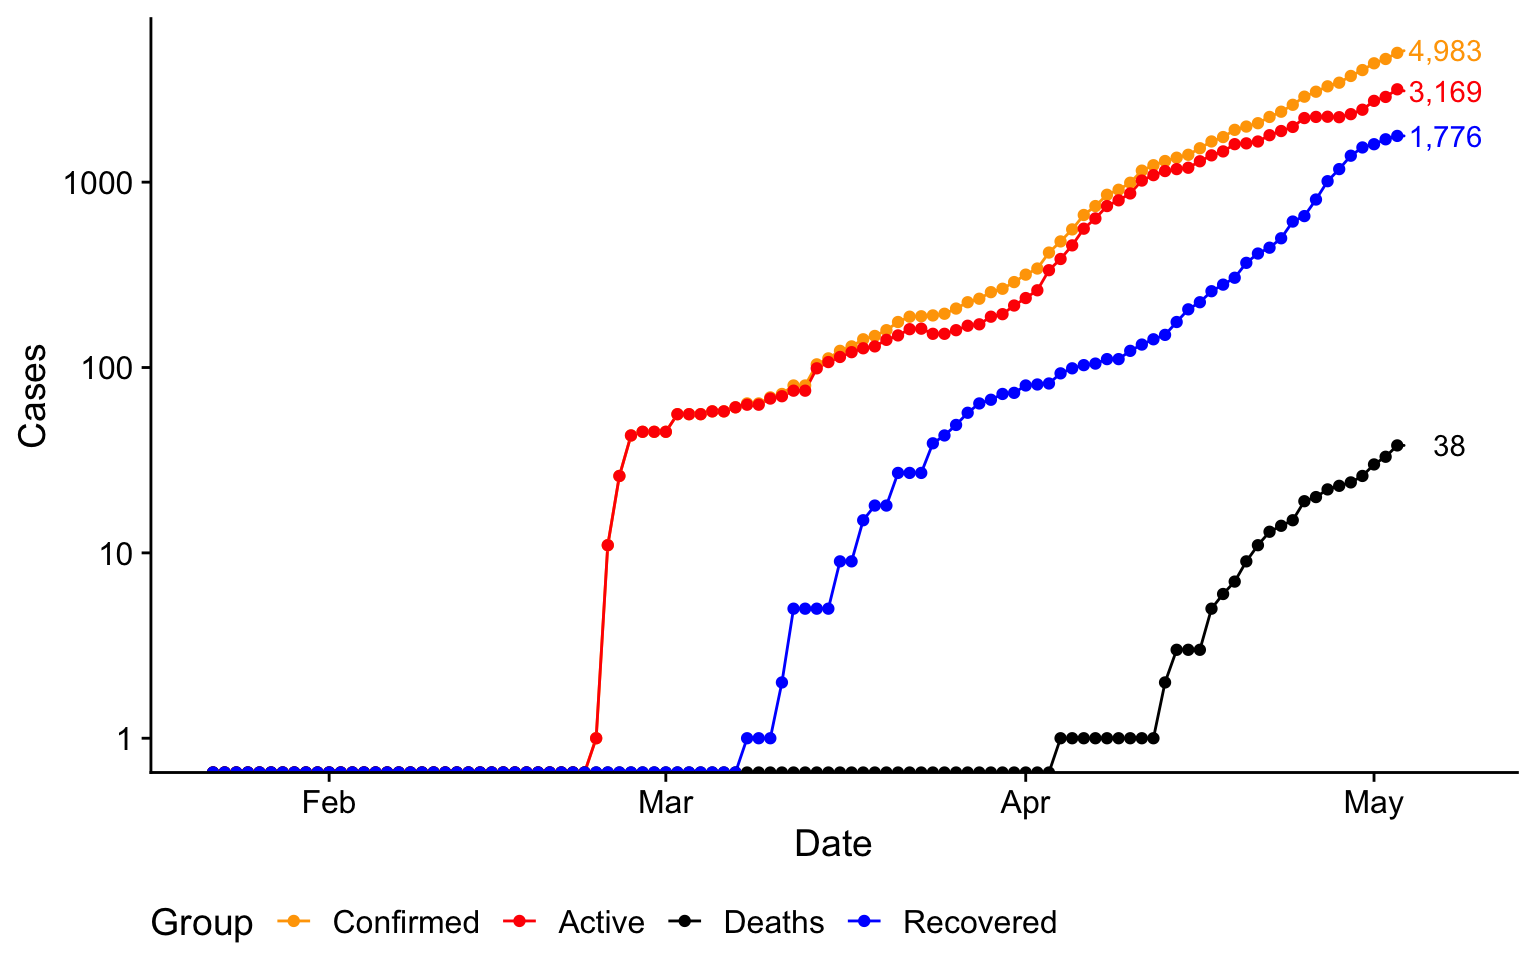 4,983
3,169
1,776
1000
100
38
10
1
Cases
Feb Mar Apr May
Date
Group Confirmed Active Deaths Recovered